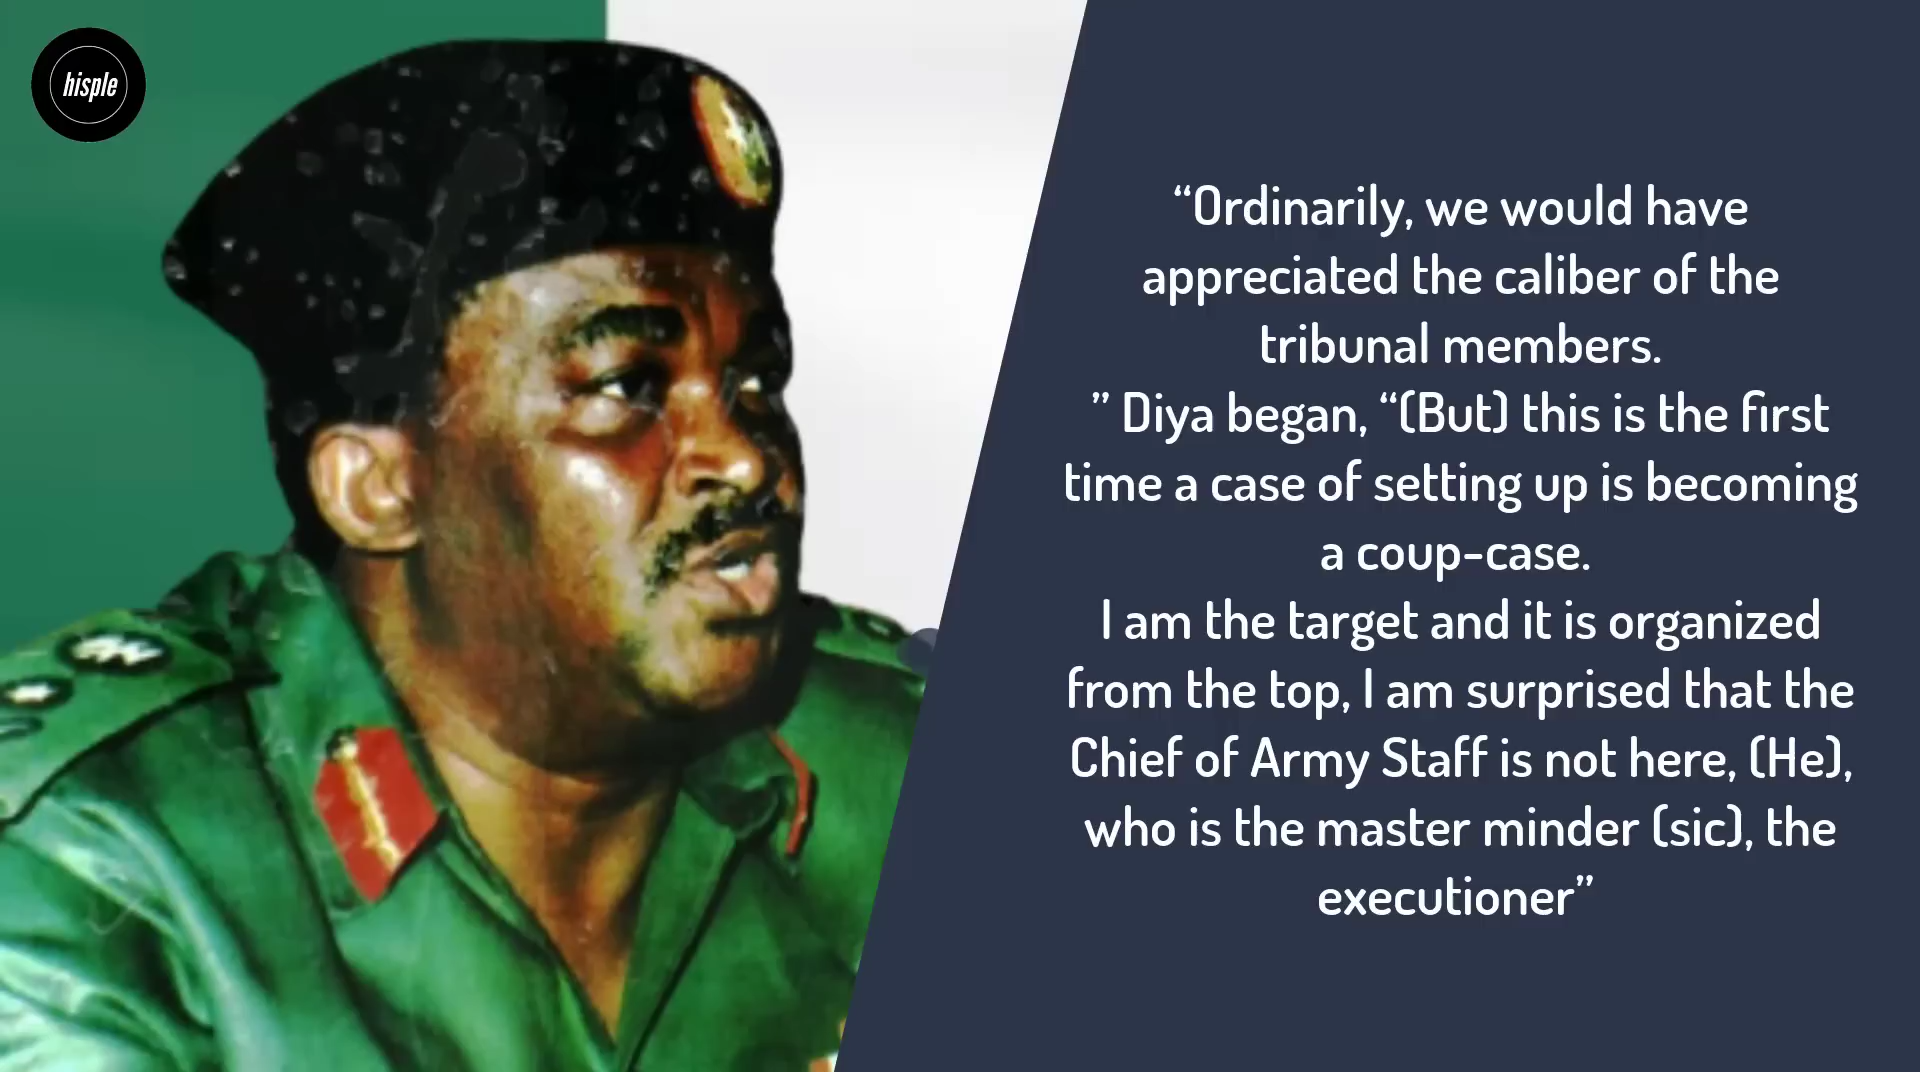 hisple
“Ordinarily, we would have
appreciated the caliber of the
tribunal members.
” Diya began, “(But) this is the first
time a case of setting up is becoming
a coup-case.
I am the target and it is organized
from the top, I am surprised that the
Chief of Army Staff is not here, (He),
who is the master minder (sic), the
executioner”